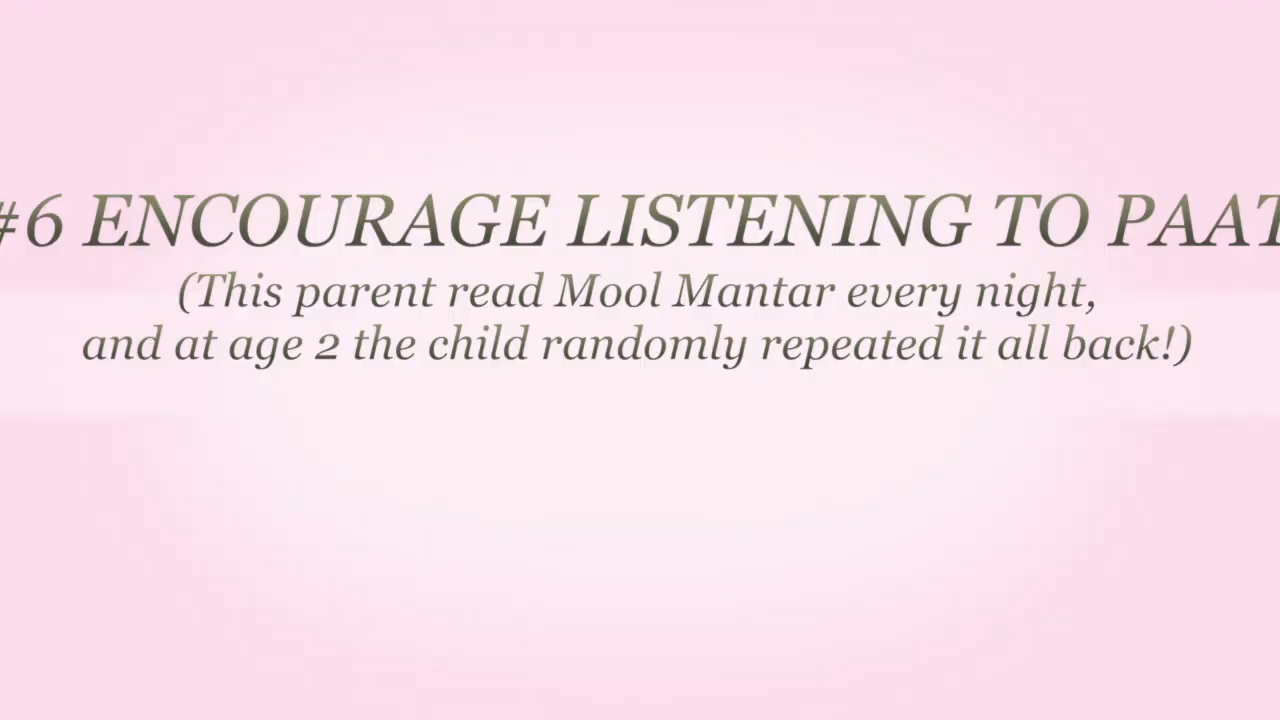 #6 ENCOURAGE LISTENING TO PAAT
(This parent read Mool Mantar every night,
and at age 2 the child randomly repeated it all back!)